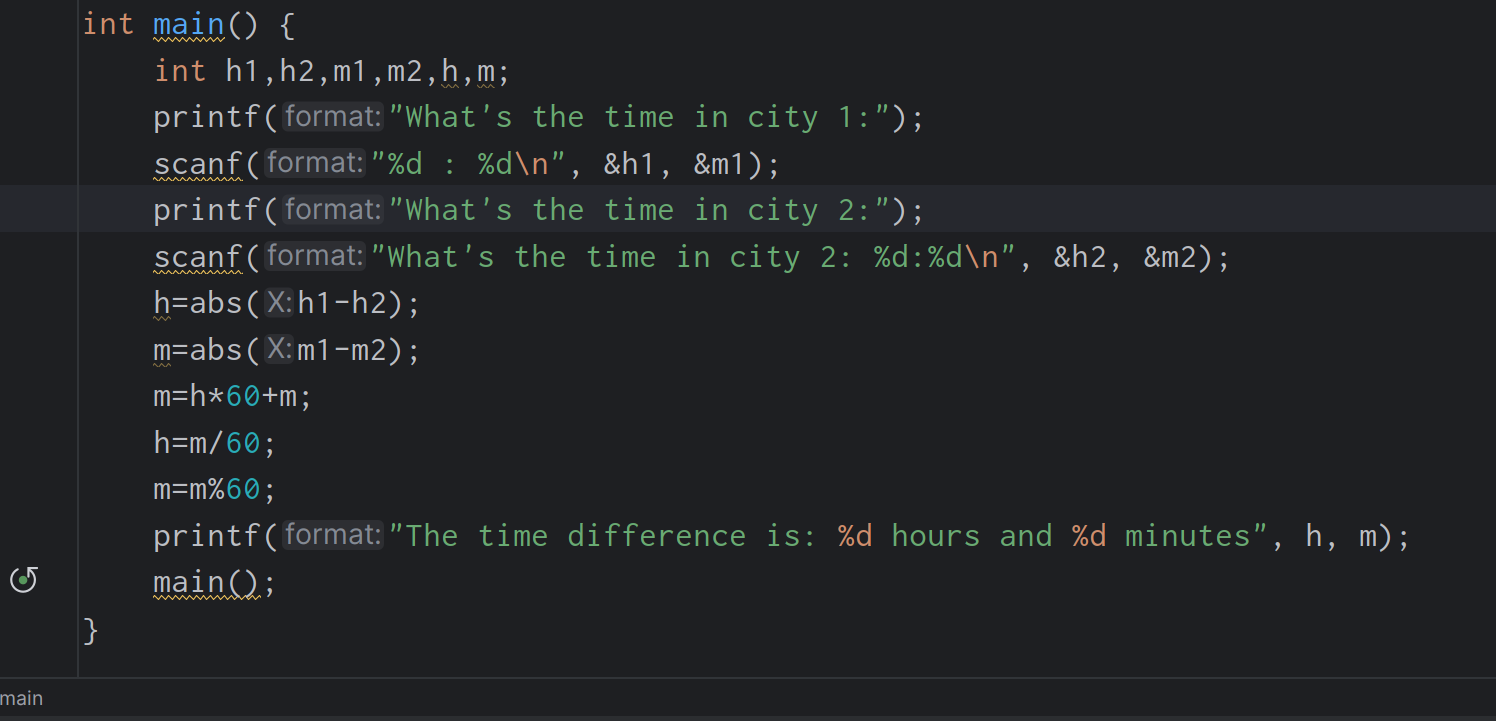 int main() {
    int h1,h2,m1,m2,h,m;
    printf(format:"What's the time in city 1:");
    scanf(format:"%d : %d\n", &h1, &m1);
    printf(format:"What's the time in city 2:");
    scanf(format:"What's the time in city 2: %d:%d\n", &h2, &m2);
    h=abs(X:h1-h2);
    m=abs(X:m1-m2);
    m=h*60+m;
    h=m/60;
    m=m%60;
    printf(format:"The time difference is: %d hours and %d minutes", h, m);
    main();
}
main